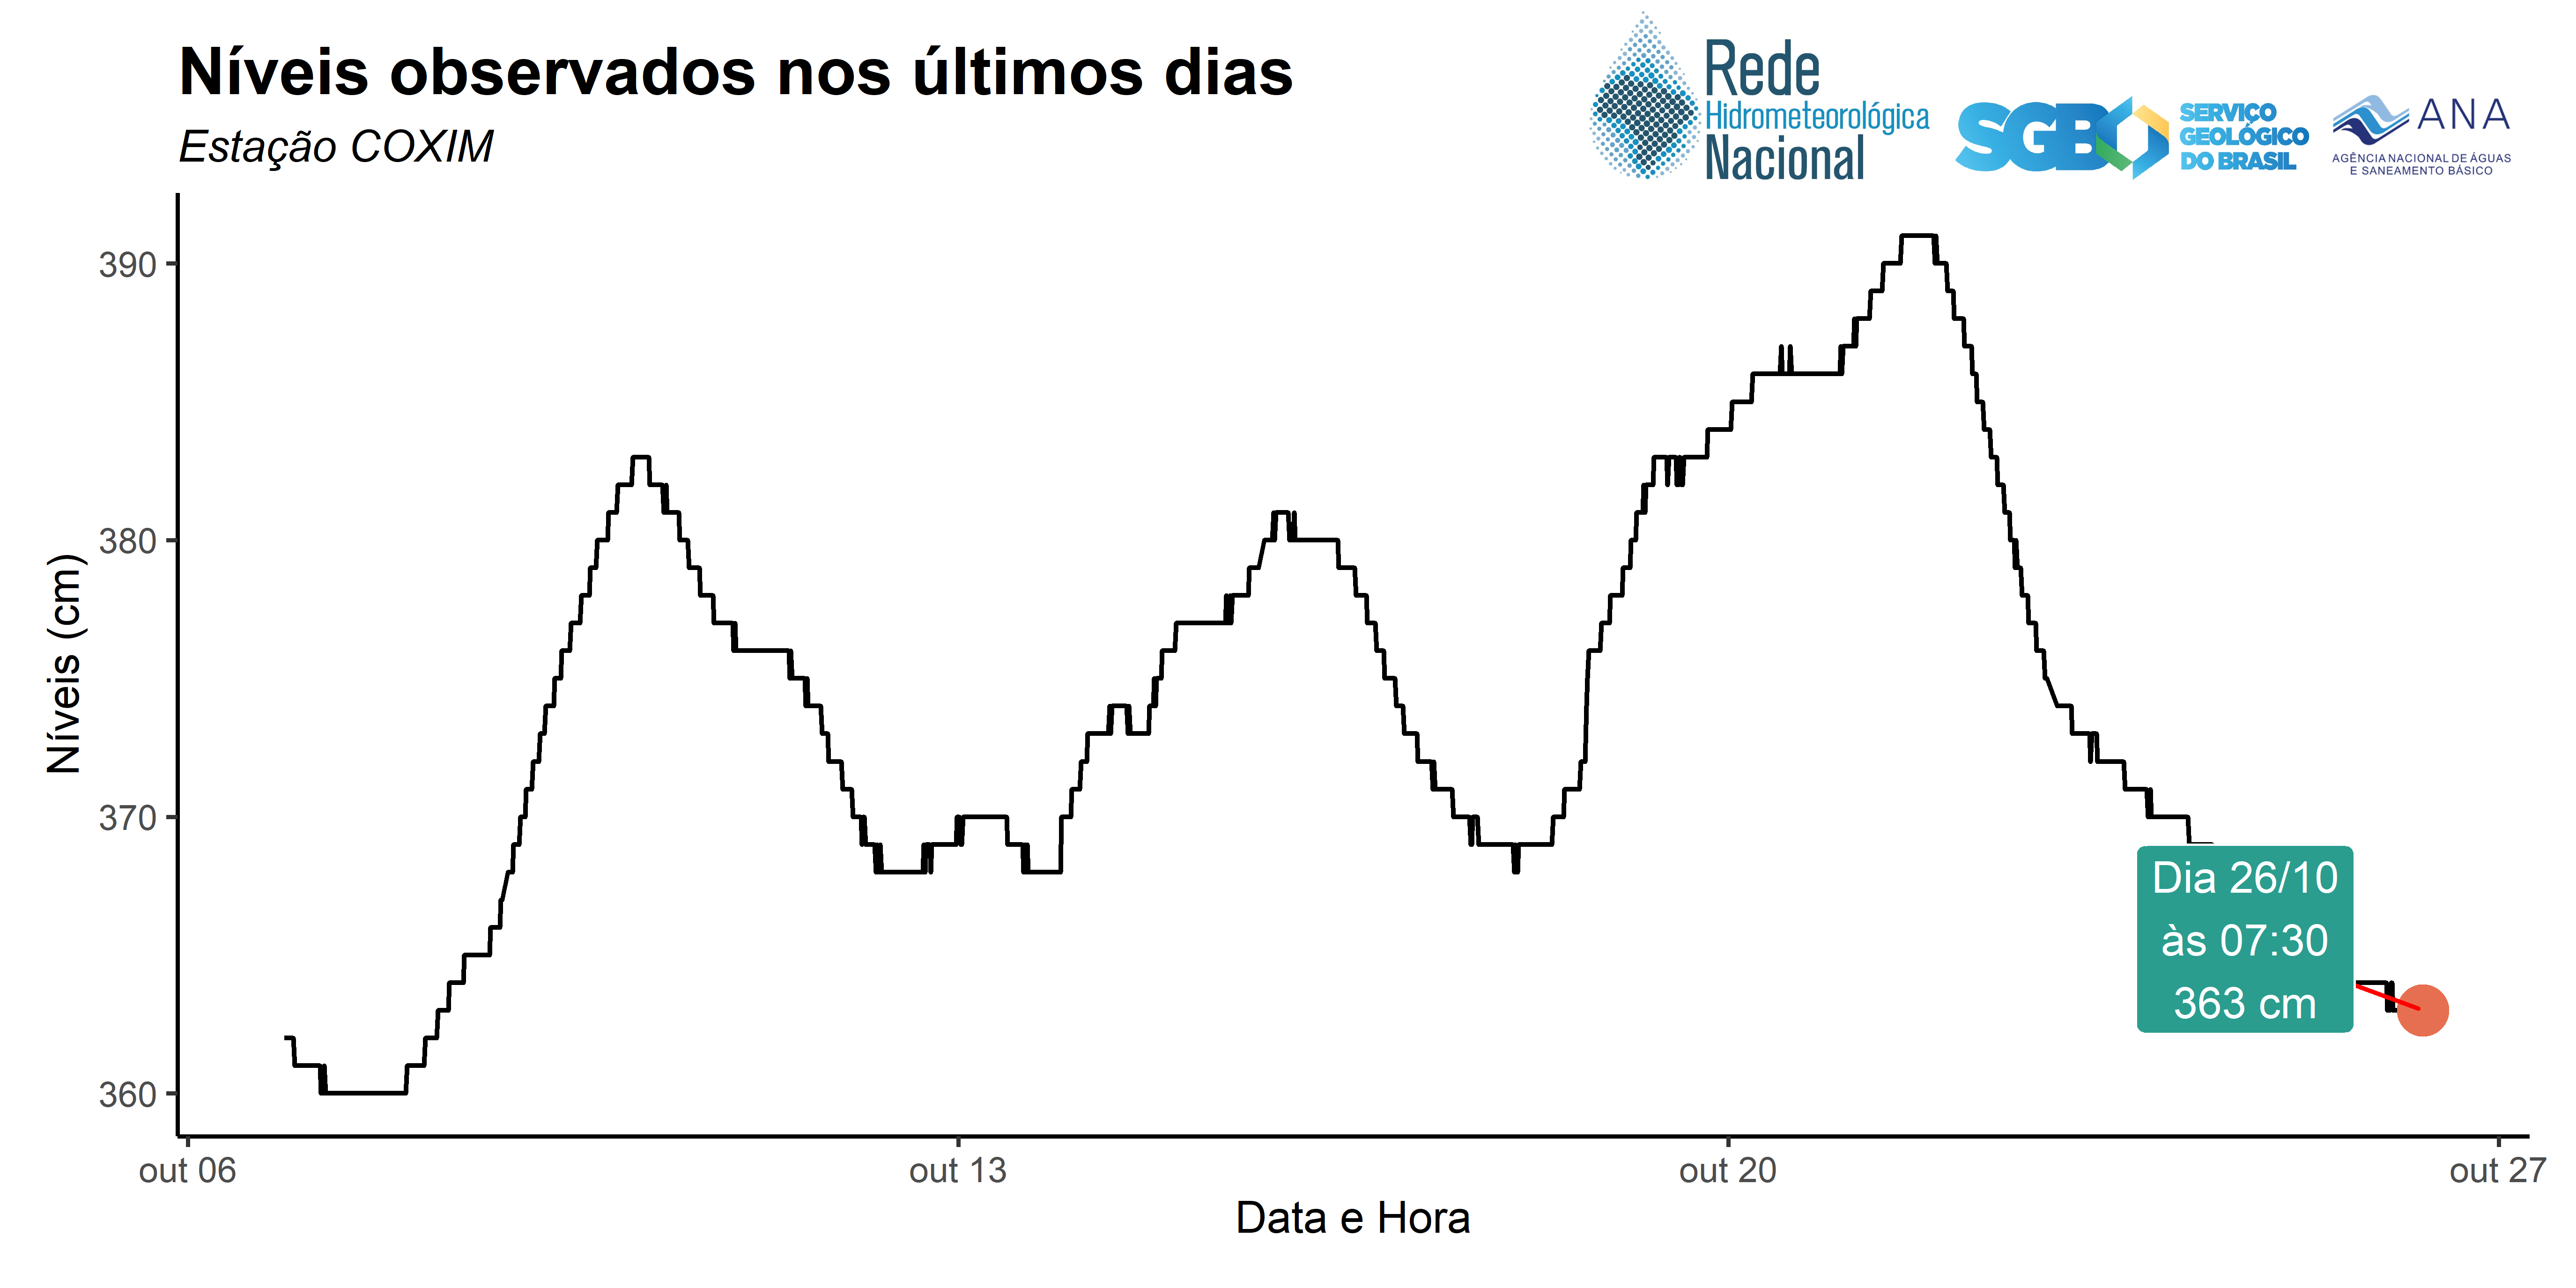 Níveis observados nos últimos dias
Estação COXIM
Rede
Hidrometeorológica
Nacional
SGB
SERVIÇO
GEOLÓGICO
DO BRASIL
ANA
AGÊNCIA NACIONAL DE ÁGUAS
E SANEAMENTO BÁSICO
Níveis (cm)
390
380
370
360
Dia 26/10
às 07:30
363 cm
out 06
out 13
out 20
out 27
Data e Hora